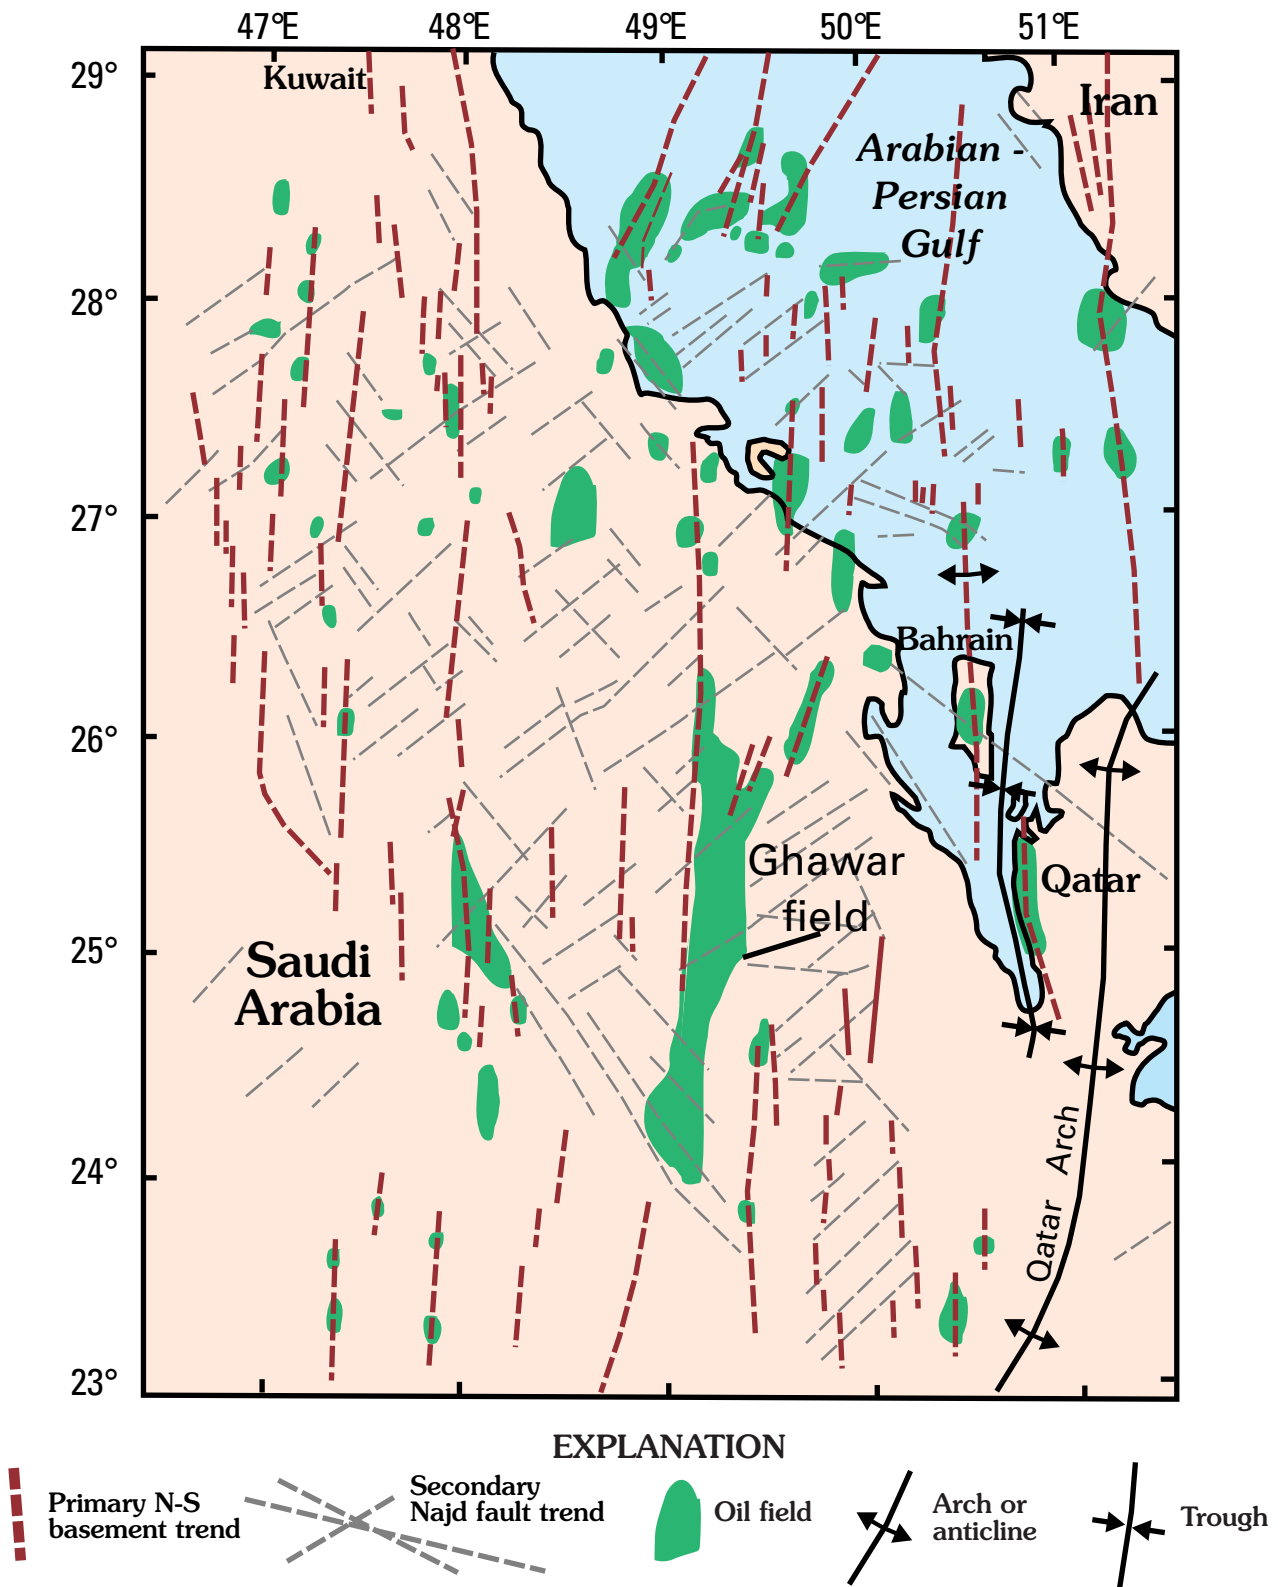 47°E 48°E 49°E 50°E 51°E
29°
Kuwait
Iran
Arabian -
Persian
Gulf
28°
27°
Bahrain
26°
Ghawar
field
Qatar
25°
Saudi
Arabia
Qatar Arch
24°
23°
EXPLANATION
Primary N-S
basement trend
Secondary
Najd fault trend
Oil field
Arch or
anticline
Trough